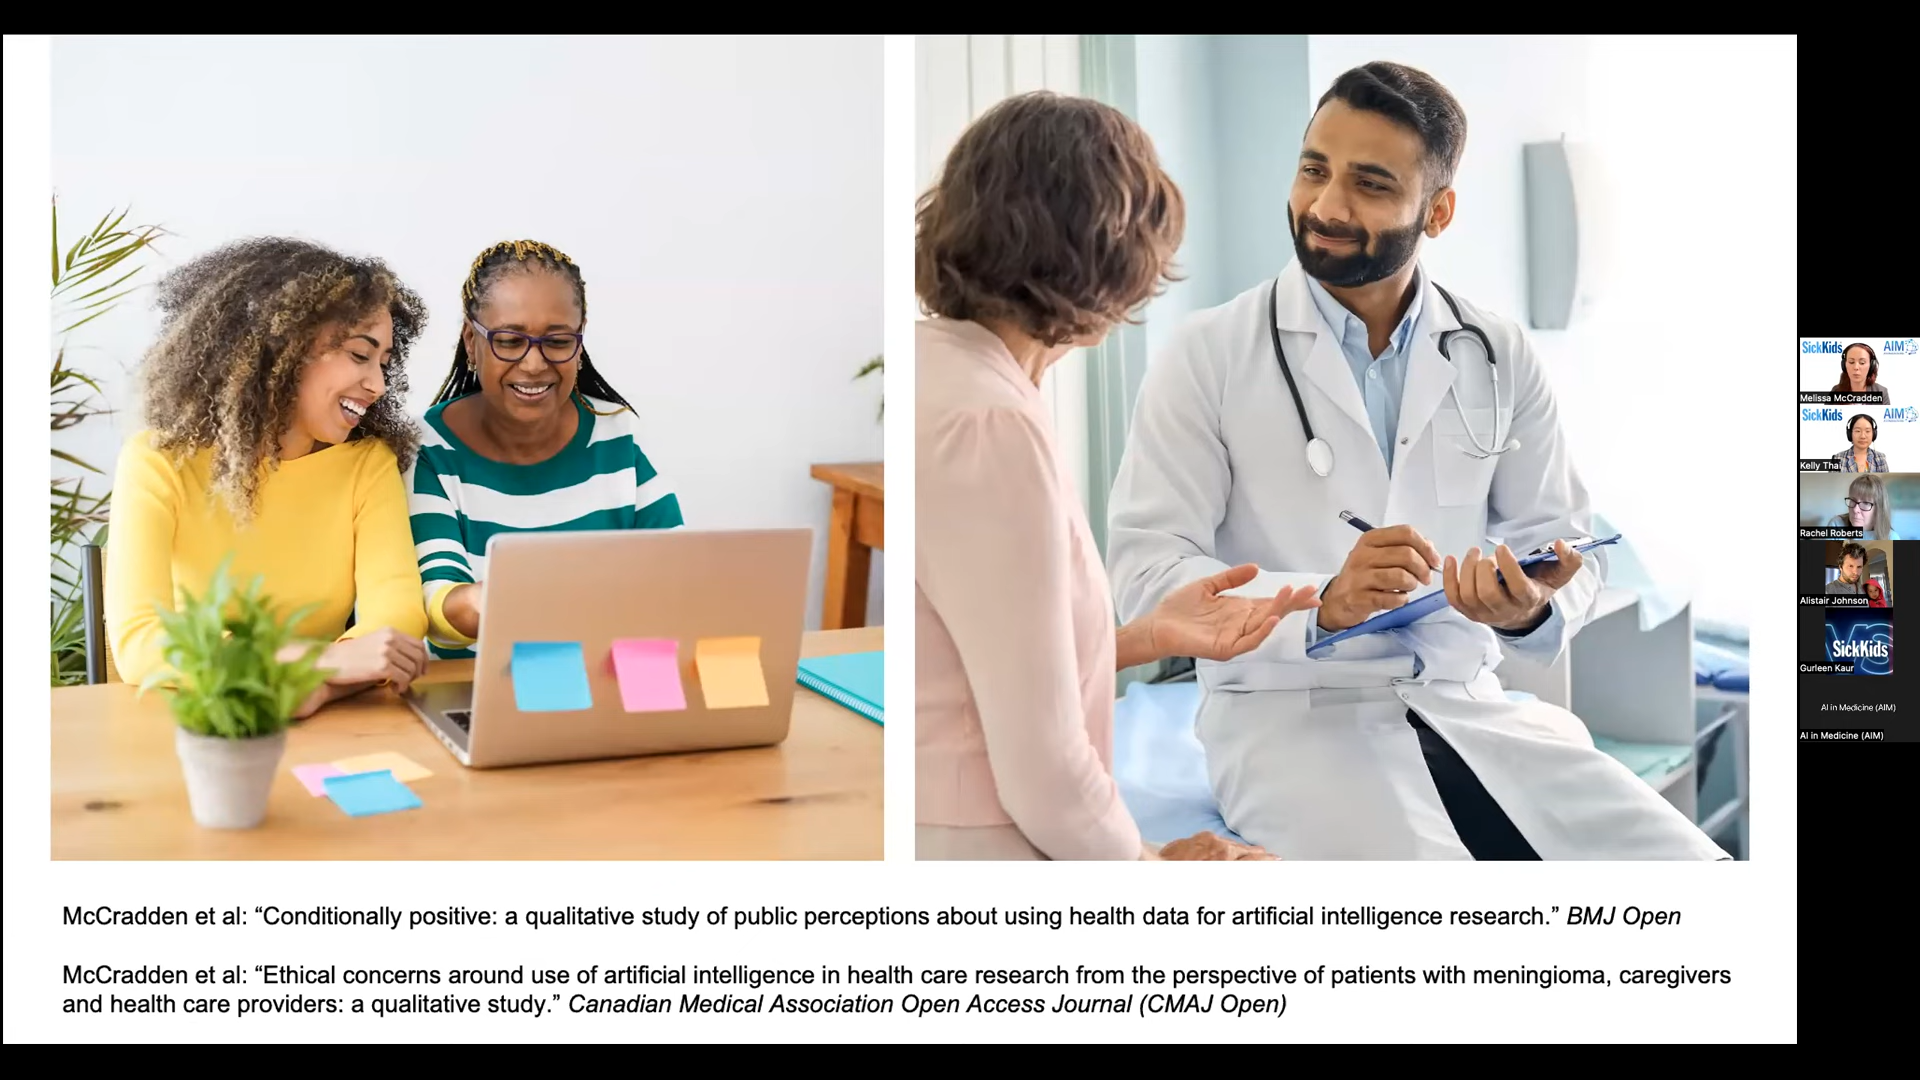 McCradden et al: “Conditionally positive: a qualitative study of public perceptions about using health data for artificial intelligence research.” BMJ Open
McCradden et al: “Ethical concerns around use of artificial intelligence in health care research from the perspective of patients with meningioma, caregivers
and health care providers: a qualitative study.” Canadian Medical Association Open Access Journal (CMAJ Open)
SickKids AIM
Melissa McCradden
SickKids AIM
Kelly Thai
Rachel Roberts
Alistair Johnson
VS
SickKids
Gurleen Kaur
AI in Medicine (AIM)
AI in Medicine (AIM)